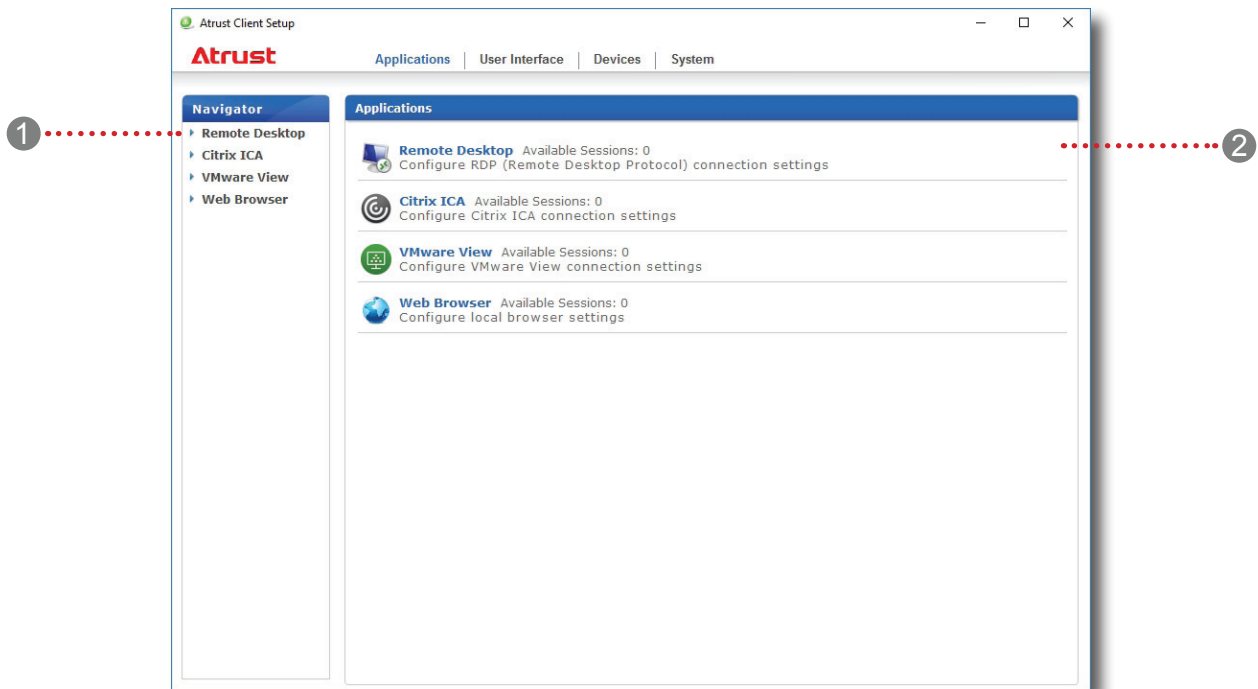 Atrust Client Setup
Atrust
Applications | User Interface | Devices | System
Navigator
Remote Desktop
Citrix ICA
VMware View
Web Browser
Applications
Remote Desktop Available Sessions: 0
Configure RDP (Remote Desktop Protocol) connection settings
Citrix ICA Available Sessions: 0
Configure Citrix ICA connection settings
VMware View Available Sessions: 0
Configure VMware View connection settings
Web Browser Available Sessions: 0
Configure local browser settings
1
2